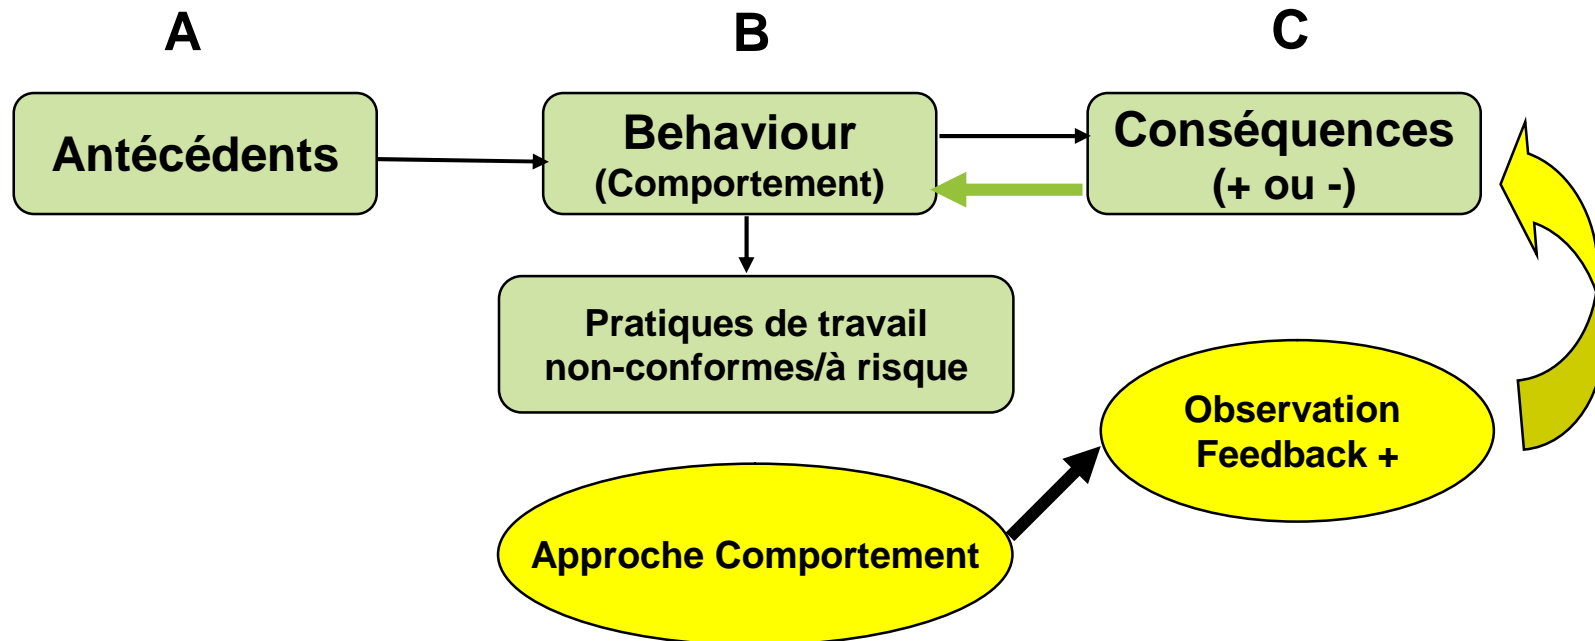 A
B
C
Antécédents
Behaviour
(Comportement)
Conséquences
(+ ou -)
Pratiques de travail
non-conformes/à risque
Observation
Feedback +
Approche Comportement